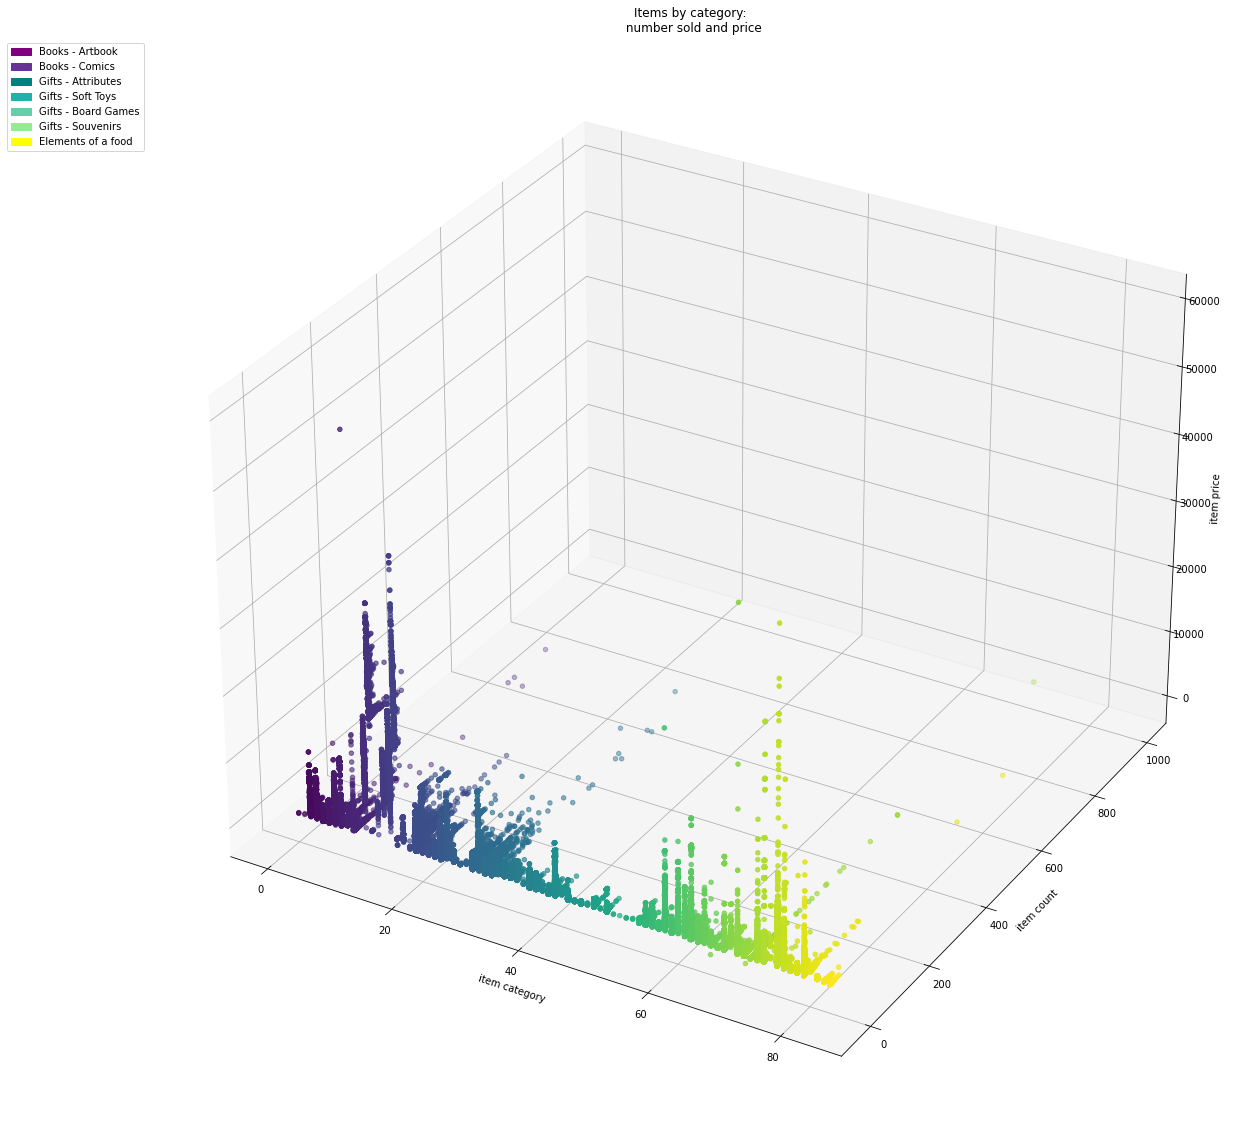 Items by category:
number sold and price
Books - Artbook
Books - Comics
Gifts - Attributes
Gifts - Soft Toys
Gifts - Board Games
Gifts - Souvenirs
Elements of a food
60000
50000
40000
item price
30000
20000
10000
0
1000
800
600
item count
400
200
0
0
20
40
item category
60
80